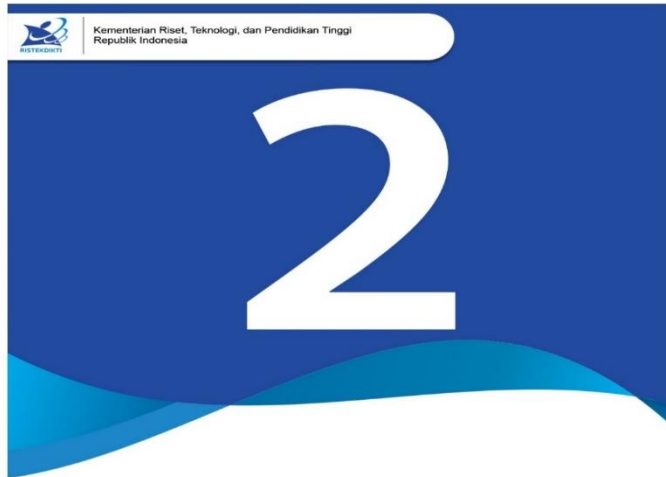 RISTEKDIKTI
Kementerian Riset, Teknologi, dan Pendidikan Tinggi
Republik Indonesia
2